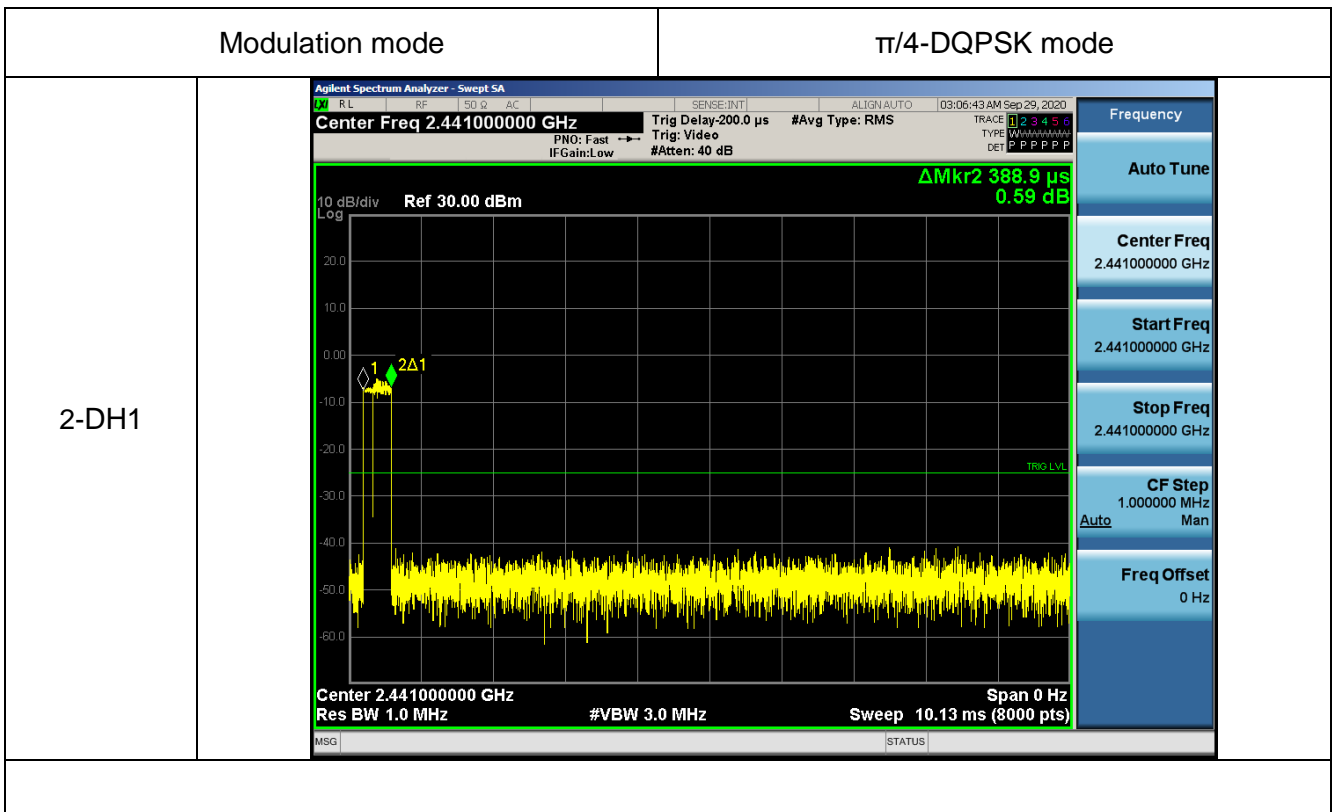 Modulation mode π/4-DQPSK mode
2-DH1
Agilent Spectrum Analyzer - Swept SA
LXI RL RF 50 Ω AC SENSE:INT ALIGN AUTO 03:06:43 AM Sep 29, 2020
Center Freq 2.441000000 GHz
PNO: Fast
IFGain:Low
Trig Delay-200.0 µs
Trig: Video
#Atten: 40 dB
#Avg Type: RMS
TRACE 1 2 3 4 5 6
TYPE WWWWWW
DET P P P P P P
ΔMkr2 388.9 µs
0.59 dB
10 dB/div Ref 30.00 dBm
Log
20.0
10.0
0.00
-10.0
-20.0
-30.0
-40.0
-50.0
-60.0
1 2Δ1
TRIG LVL
Center 2.441000000 GHz Span 0 Hz
Res BW 1.0 MHz #VBW 3.0 MHz Sweep 10.13 ms (8000 pts)
MSG STATUS
Frequency
Auto Tune
Center Freq
2.441000000 GHz
Start Freq
2.441000000 GHz
Stop Freq
2.441000000 GHz
CF Step
1.000000 MHz
Auto Man
Freq Offset
0 Hz